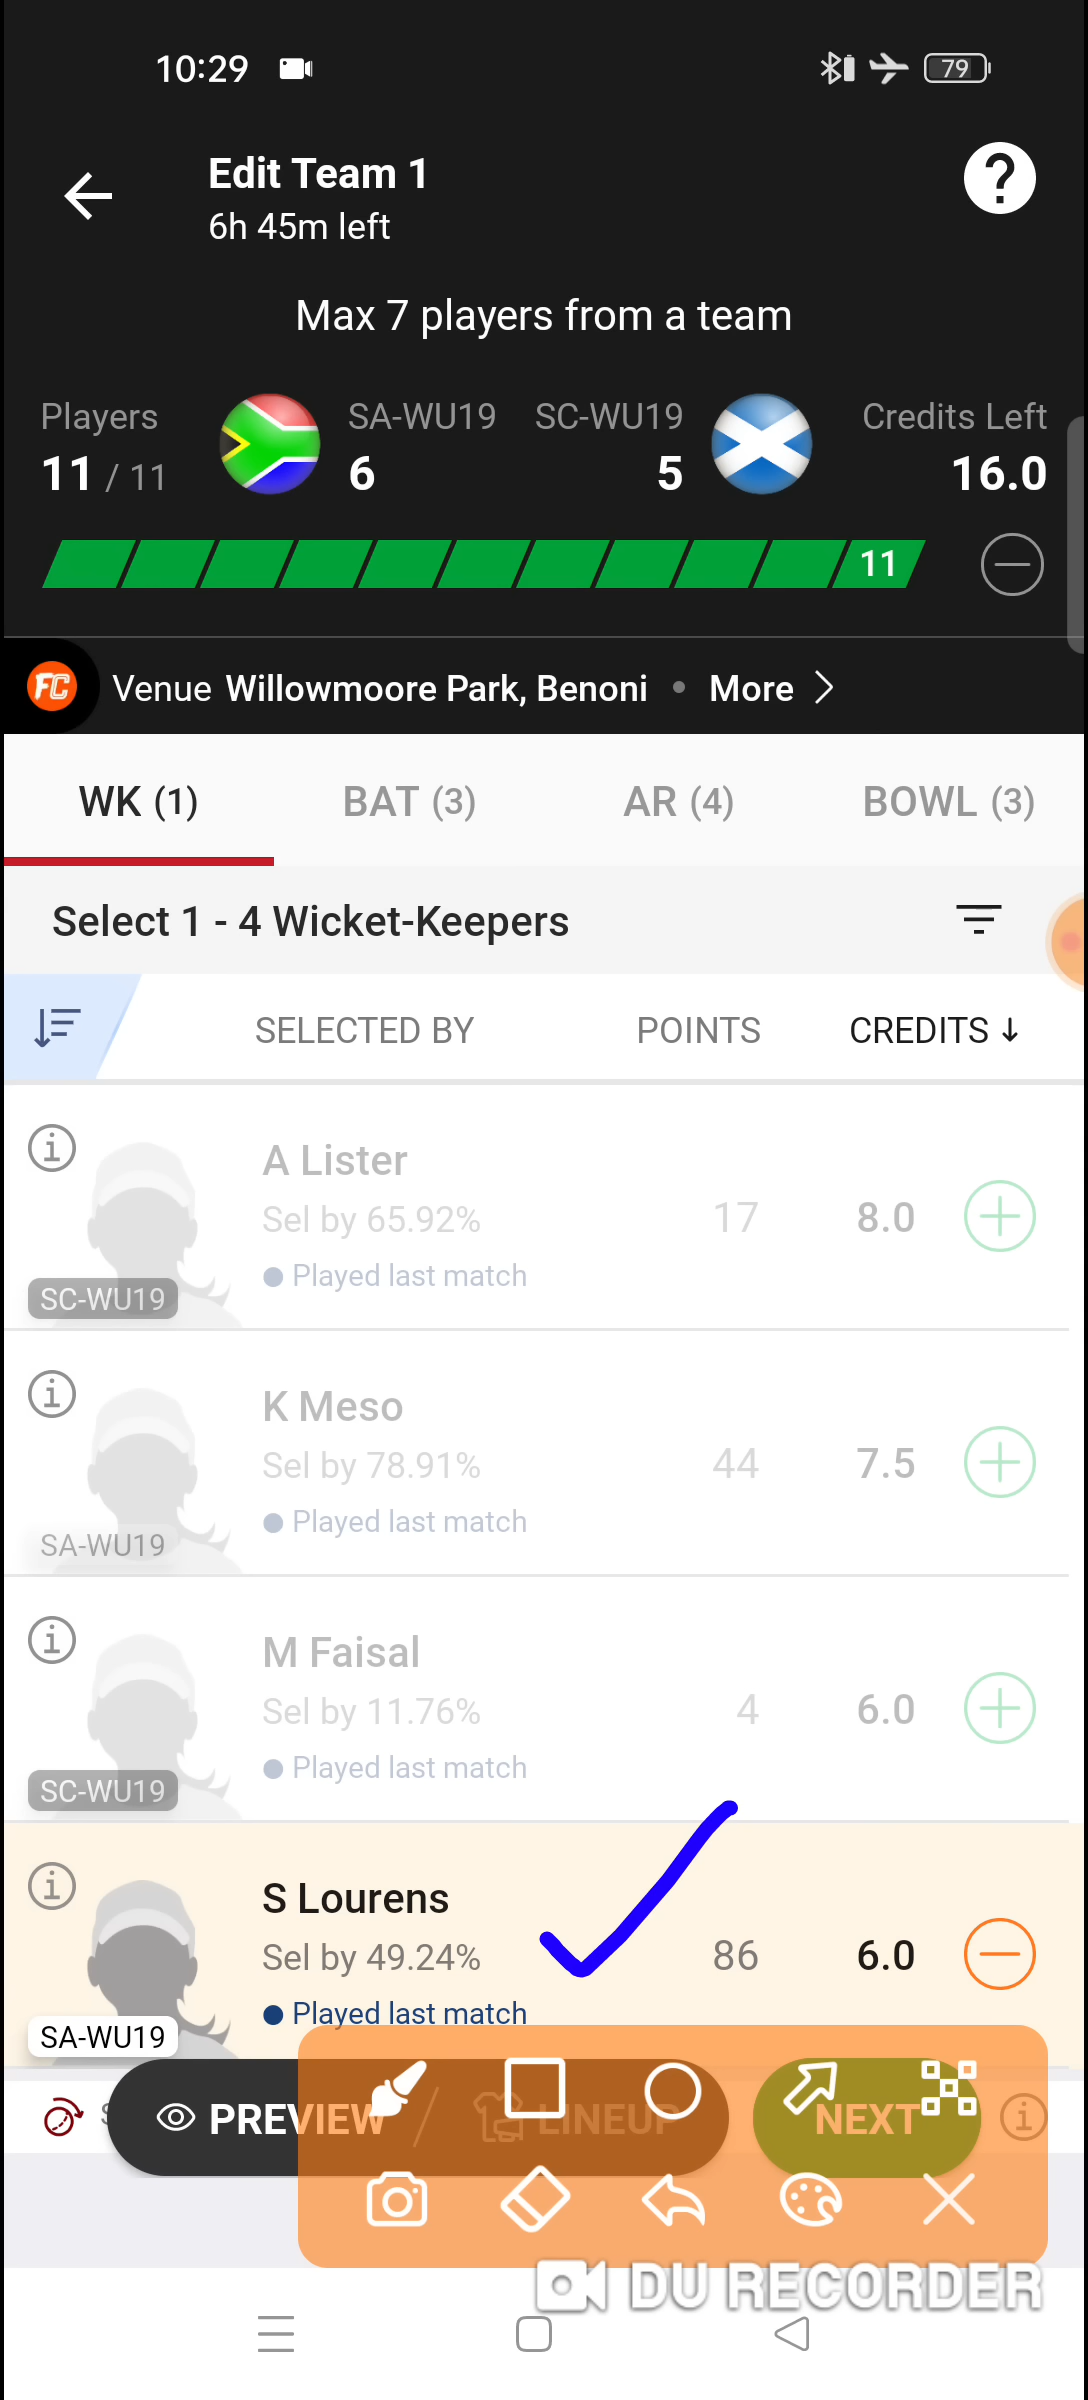 10:29
79
Edit Team 1
6h 45m left
Max 7 players from a team
Players SA-WU19 SC-WU19 Credits Left
11 / 11 6 5 16.0
11
FC Venue Willowmoore Park, Benoni • More
WK (1) BAT (3) AR (4) BOWL (3)
Select 1 - 4 Wicket-Keepers
SELECTED BY POINTS CREDITS ↓
A Lister
Sel by 65.92% 17 8.0
Played last match
SC-WU19
K Meso
Sel by 78.91% 44 7.5
Played last match
SA-WU19
M Faisal
Sel by 11.76% 4 6.0
Played last match
SC-WU19
S Lourens
Sel by 49.24% 86 6.0
Played last match
SA-WU19
PREVIEW LINEUP NEXT
DU RECORDER